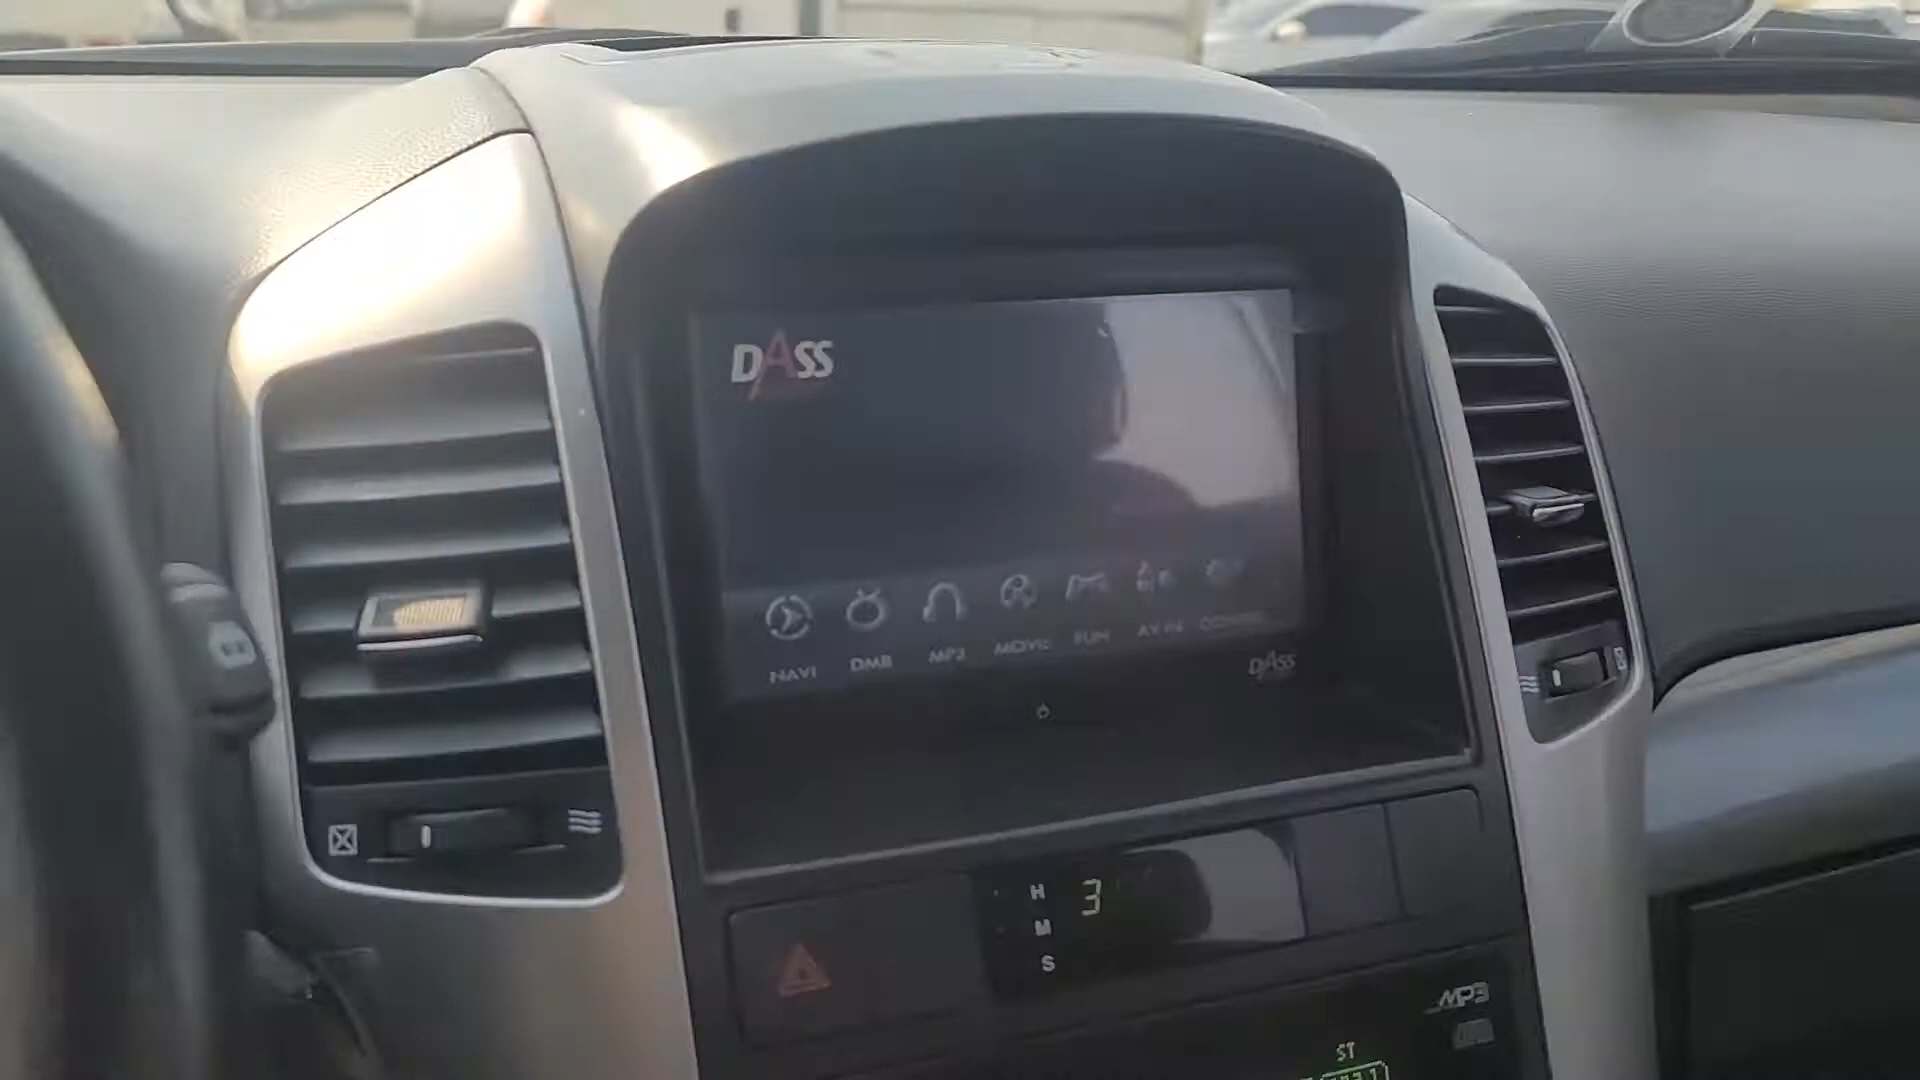 DASS
NAVI DMB MP3 MOVIE FUN AV IN
DASS
H 3
M
S
MP3
ST